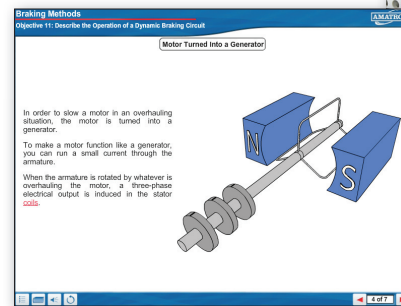 Braking Methods
Objective 11: Describe the Operation of a Dynamic Braking Circuit
Motor Turned Into a Generator
In order to slow a motor in an overhauling
situation, the motor is turned into a
generator.
To make a motor function like a generator,
you can run a small current through the
armature.
When the armature is rotated by whatever is
overhauling the motor, a three-phase
electrical output is induced in the stator
coils.
N
S
4 of 7